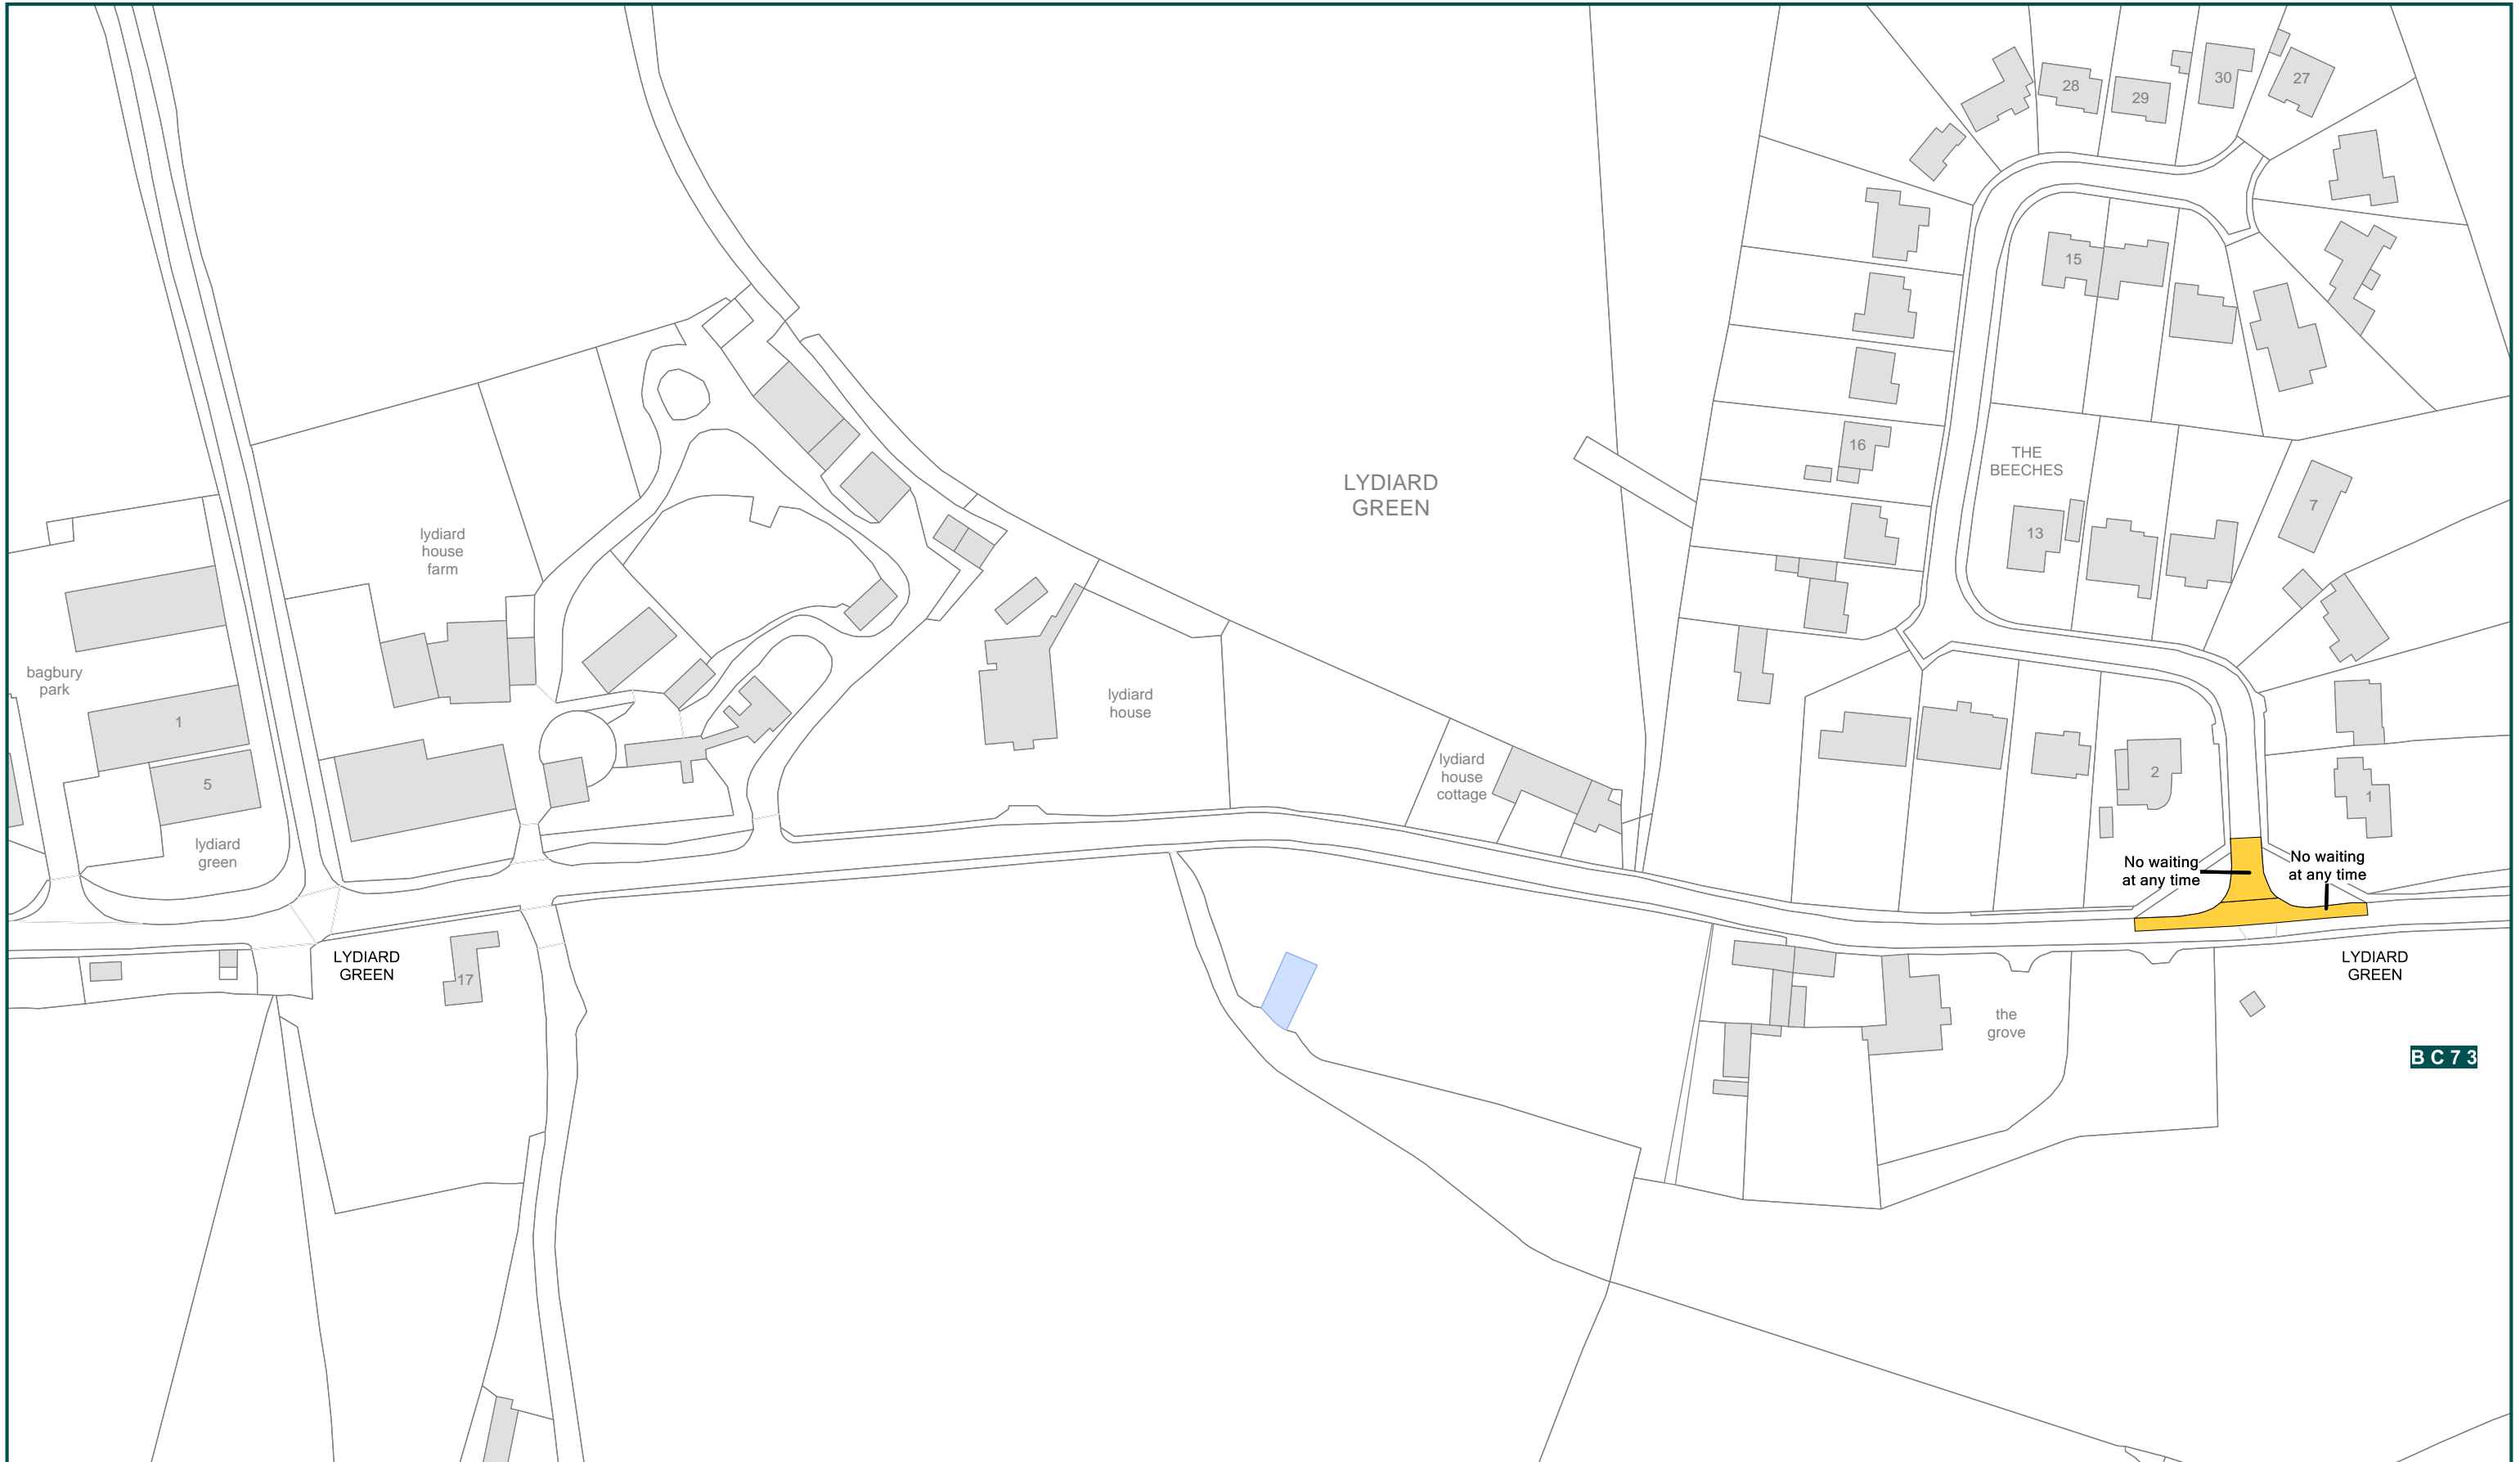 28
29
30
27
15
16
THE
BEECHES
LYDIARD
GREEN
7
13
lydiard
house
farm
bagbury
park
1
5
lydiard
green
lydiard
house
lydiard
house
cottage
2
1
No waiting
at any time
No waiting
at any time
LYDIARD
GREEN
17
LYDIARD
GREEN
the
grove
BC73